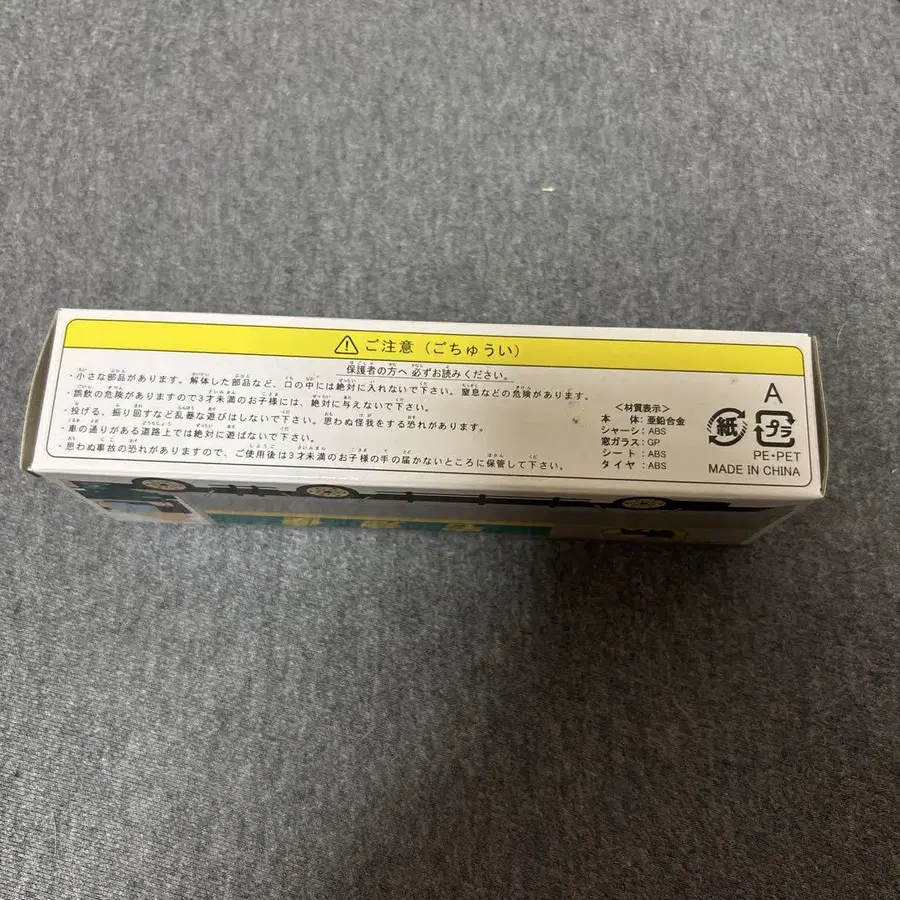 ⚠ ご注意（ごちゅうい）
保護者の方へ 必ずお読みください。
・小さな部品があります。解体した部品など、口の中には絶対に入れないで下さい。窒息などの危険があります。
誤飲の危険がありますので3才未満のお子様には、絶対に与えないで下さい。
・投げる、振り回すなど乱暴な遊びはしないで下さい。思わぬ怪我をする恐れがあります。
・車の通りがある道路上では絶対に遊ばないで下さい。
・思わぬ事故の恐れがありますので、ご使用後は3才未満のお子様の手の届かないところに保管して下さい。
＜材質表示＞
本　体：亜鉛合金
シャーシ：ABS
窓ガラス：GP
シート：ABS
タイヤ：ABS
A
紙
プラ
PE・PET
MADE IN CHINA